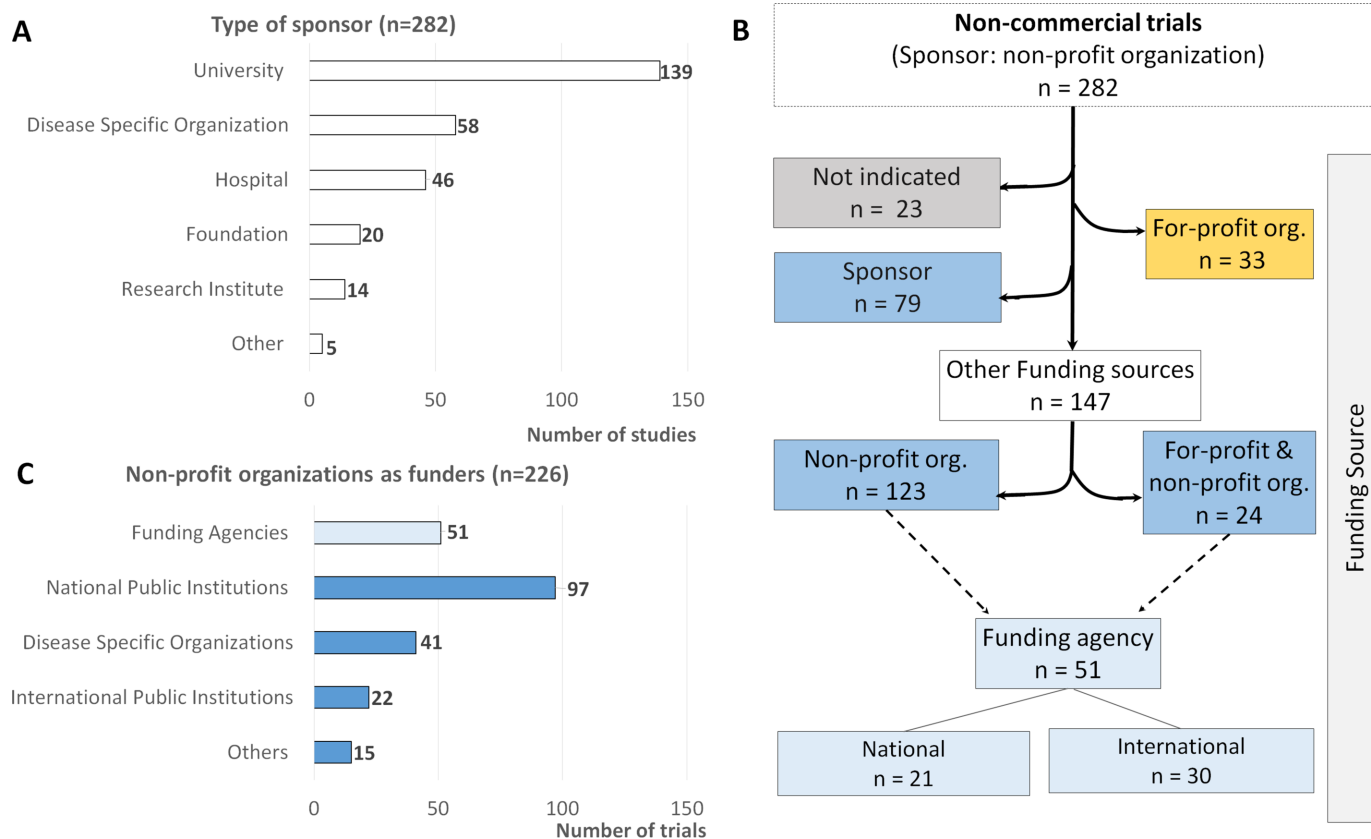 A
Type of sponsor (n=282)
University
139
Disease Specific Organization
58
Hospital
46
Foundation
20
Research Institute
14
Other
5
0
50
100
150
Number of studies
B
Non-commercial trials
(Sponsor: non-profit organization)
n = 282
Not indicated
n = 23
For-profit org.
n = 33
Sponsor
n = 79
Other Funding sources
n = 147
Non-profit org.
n = 123
For-profit &
non-profit org.
n = 24
Funding agency
n = 51
National
n = 21
International
n = 30
Funding Source
C
Non-profit organizations as funders (n=226)
Funding Agencies
51
National Public Institutions
97
Disease Specific Organizations
41
International Public Institutions
22
Others
15
0
50
100
150
Number of trials